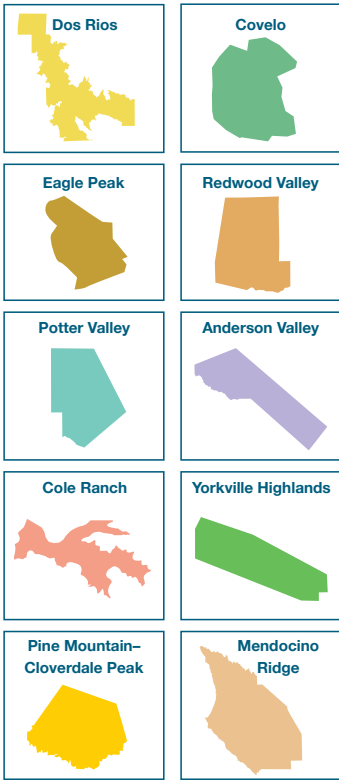 Dos Rios
Covelo
Eagle Peak
Redwood Valley
Potter Valley
Anderson Valley
Cole Ranch
Yorkville Highlands
Pine Mountain–
Cloverdale Peak
Mendocino
Ridge